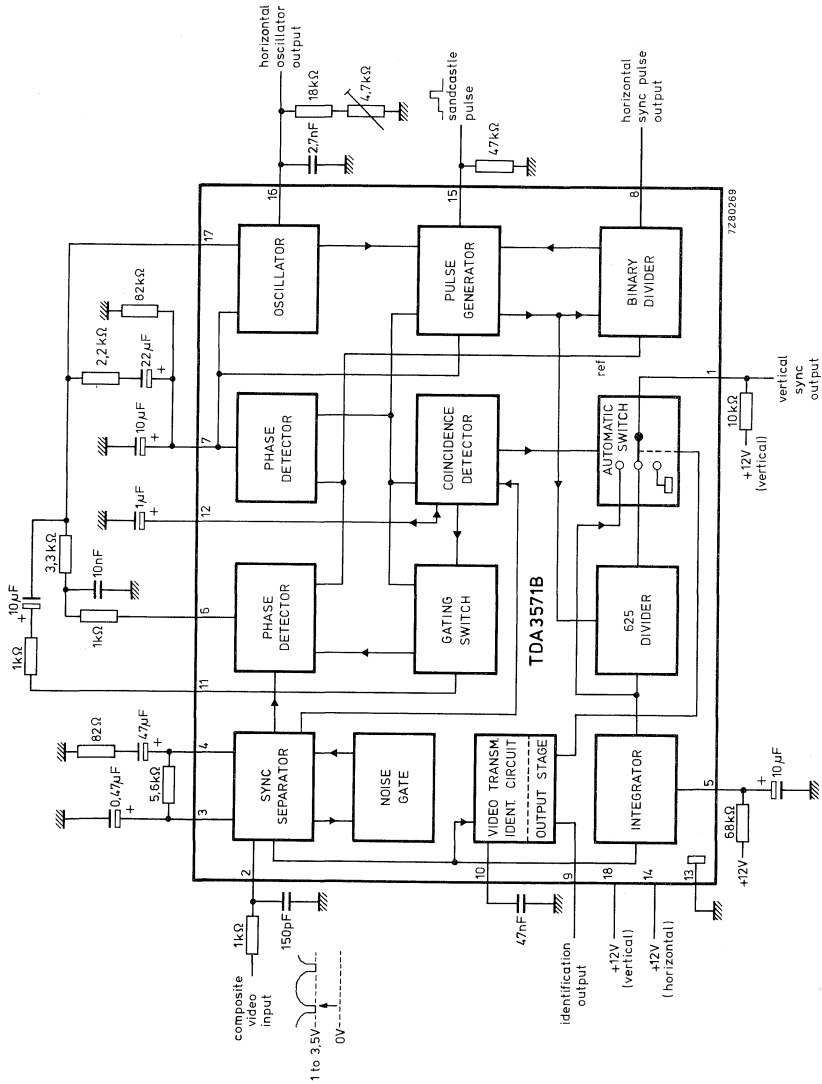 horizontal
oscillator
output
18kΩ
4,7kΩ
2,7nF
16
sandcastle
pulse
47kΩ
15
horizontal
sync pulse
output
8
7Z80269
17
82kΩ
2,2kΩ
22µF
+
10µF
+
7
1µF
+
12
3,3kΩ
10nF
10µF
+
1kΩ
1kΩ
6
11
82Ω
47µF
+
4
5,6kΩ
0,47µF
+
3
OSCILLATOR
PULSE
GENERATOR
BINARY
DIVIDER
ref
PHASE
DETECTOR
COINCIDENCE
DETECTOR
AUTOMATIC
SWITCH
1
10kΩ
+12V
(vertical)
vertical
sync
output
PHASE
DETECTOR
GATING
SWITCH
TDA3571B
625
DIVIDER
SYNC
SEPARATOR
NOISE
GATE
VIDEO TRANSM.
IDENT. CIRCUIT
OUTPUT STAGE
INTEGRATOR
5
10µF
+
68kΩ
+12V
2
1kΩ
150pF
composite
video
input
1 to 3,5V
0V
10
47nF
9
identification
output
18
+12V
(vertical)
14
+12V
(horizontal)
13